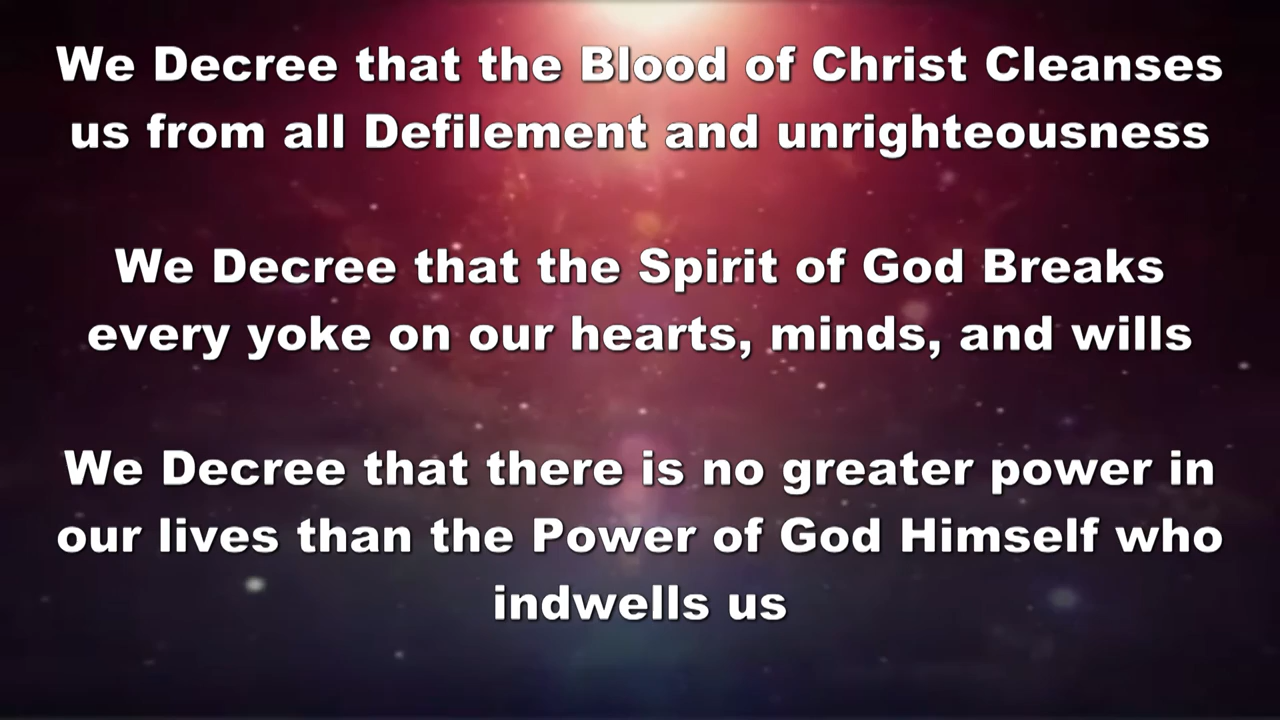 We Decree that the Blood of Christ Cleanses
us from all Defilement and unrighteousness
We Decree that the Spirit of God Breaks
every yoke on our hearts, minds, and wills
We Decree that there is no greater power in
our lives than the Power of God Himself who
indwells us